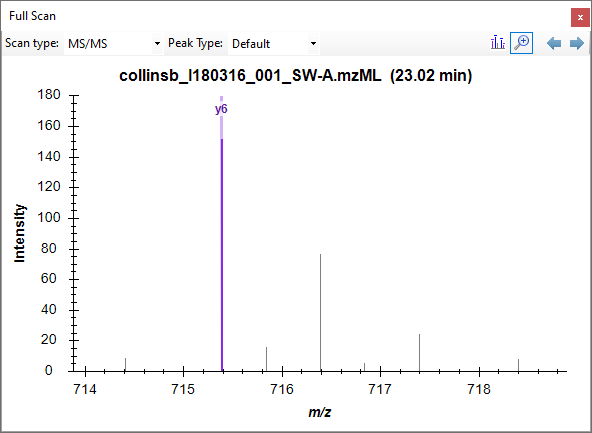 Full Scan
x
Scan type: MS/MS Peak Type: Default
collinsb_I180316_001_SW-A.mzML (23.02 min)
y6
180
160
140
120
100
80
60
40
20
0
Intensity
714 715 716 717 718
m/z